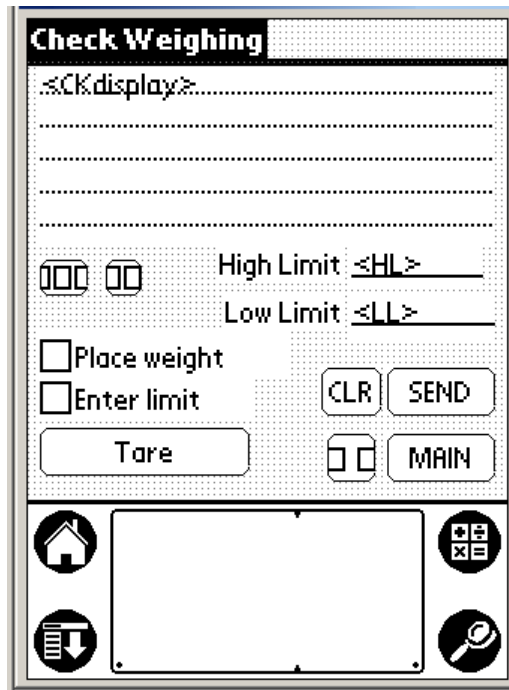 Check Weighing
<CKdisplay>
High Limit <HL>
Low Limit <LL>
Place weight
Enter limit
CLR SEND
Tare
MAIN